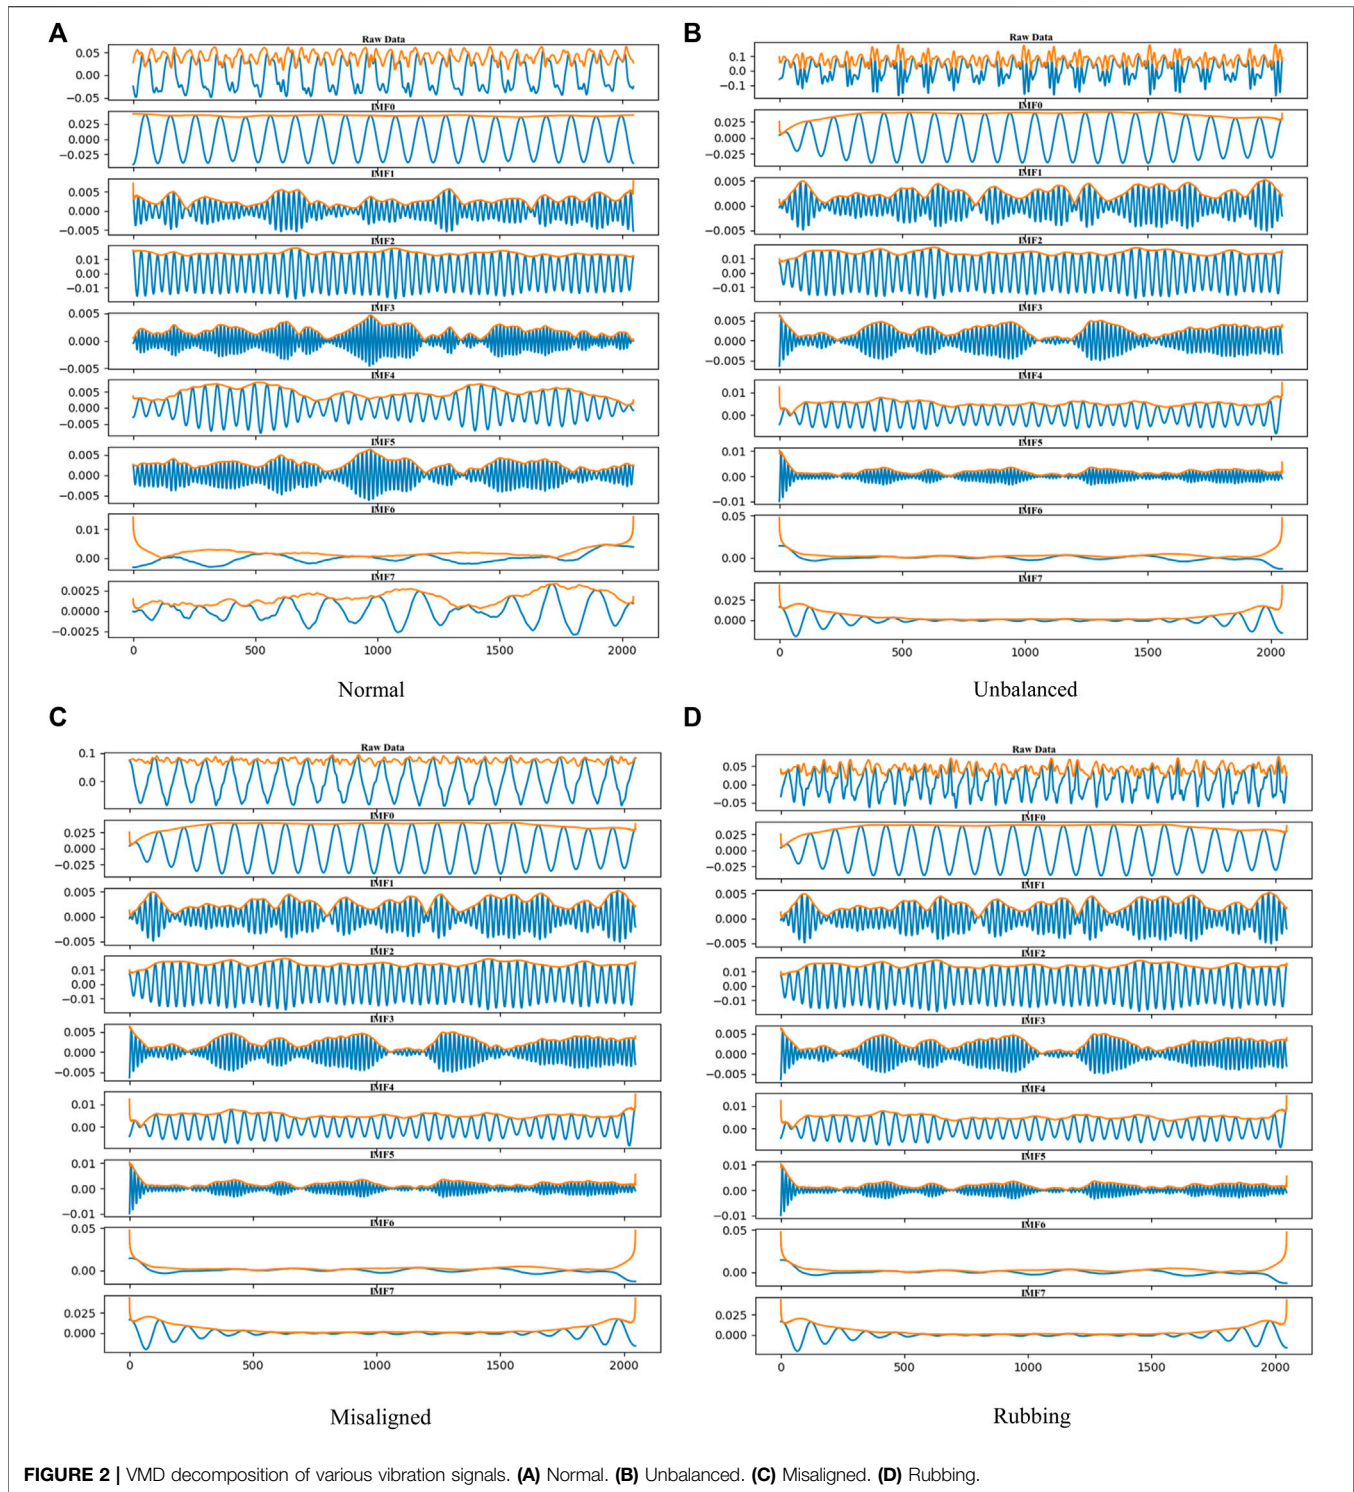 A
Raw Data
0.05
0.00
−0.05
IMF0
0.025
0.000
−0.025
IMF1
0.005
0.000
−0.005
IMF2
0.01
0.00
−0.01
IMF3
0.005
0.000
−0.005
IMF4
0.005
0.000
−0.005
IMF5
0.005
0.000
−0.005
IMF6
0.01
0.00
IMF7
0.0025
0.0000
−0.0025
0 500 1000 1500 2000
Normal
B
Raw Data
0.1
0.0
−0.1
IMF0
0.025
0.000
−0.025
IMF1
0.005
0.000
−0.005
IMF2
0.01
0.00
−0.01
IMF3
0.005
0.000
−0.005
IMF4
0.01
0.00
IMF5
0.01
0.00
−0.01
IMF6
0.05
0.00
IMF7
0.025
0.000
0 500 1000 1500 2000
Unbalanced
C
Raw Data
0.1
0.0
IMF0
0.025
0.000
−0.025
IMF1
0.005
0.000
−0.005
IMF2
0.01
0.00
−0.01
IMF3
0.005
0.000
−0.005
IMF4
0.01
0.00
IMF5
0.01
0.00
−0.01
IMF6
0.05
0.00
IMF7
0.025
0.000
0 500 1000 1500 2000
Misaligned
D
Raw Data
0.05
0.00
−0.05
IMF0
0.025
0.000
−0.025
IMF1
0.005
0.000
−0.005
IMF2
0.01
0.00
−0.01
IMF3
0.005
0.000
−0.005
IMF4
0.01
0.00
IMF5
0.01
0.00
−0.01
IMF6
0.05
0.00
IMF7
0.025
0.000
0 500 1000 1500 2000
Rubbing
FIGURE 2 | VMD decomposition of various vibration signals. (A) Normal. (B) Unbalanced. (C) Misaligned. (D) Rubbing.